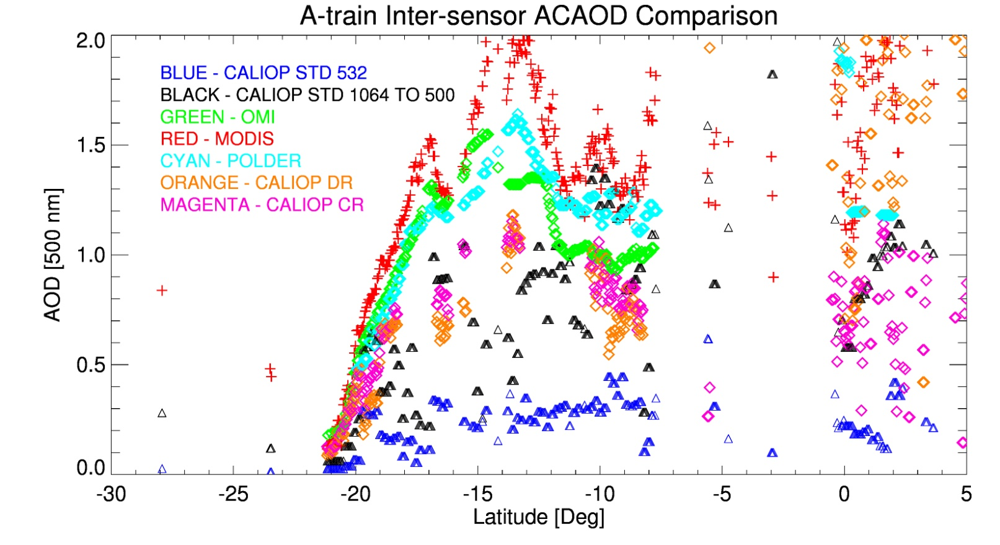 A-train Inter-sensor ACAOD Comparison
2.0
BLUE - CALIOP STD 532
BLACK - CALIOP STD 1064 TO 500
GREEN - OMI
RED - MODIS
CYAN - POLDER
ORANGE - CALIOP DR
MAGENTA - CALIOP CR
1.5
1.0
0.5
0.0
AOD [500 nm]
-30 -25 -20 -15 -10 -5 0 5
Latitude [Deg]